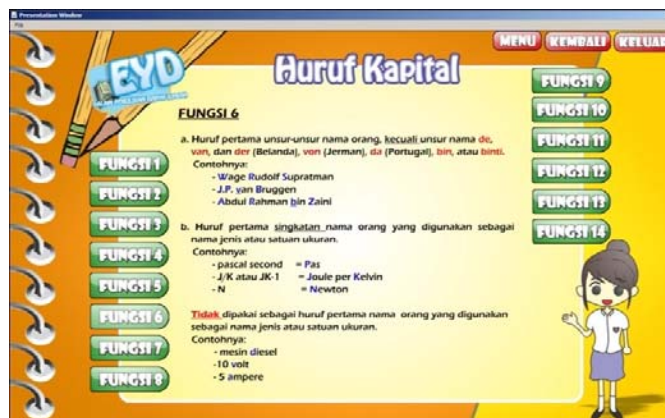 Presentation Window
File
MENU
KEMBALI
KELUAR
EYD
Huruf Kapital
FUNGSI 6
a. Huruf pertama unsur-unsur nama orang, kecuali unsur nama de,
van, dan der (Belanda), von (Jerman), da (Portugal), bin, atau binti.
Contohnya:
- Wage Rudolf Supratman
- J.P. van Bruggen
- Abdul Rahman bin Zaini
b. Huruf pertama singkatan nama orang yang digunakan sebagai
nama jenis atau satuan ukuran.
Contohnya:
- pascal second = Pas
- J/K atau JK-1 = Joule per Kelvin
- N = Newton
Tidak dipakai sebagai huruf pertama nama orang yang digunakan
sebagai nama jenis atau satuan ukuran.
Contohnya:
- mesin diesel
-10 volt
- 5 ampere
FUNGSI 1
FUNGSI 2
FUNGSI 3
FUNGSI 4
FUNGSI 5
FUNGSI 6
FUNGSI 7
FUNGSI 8
FUNGSI 9
FUNGSI 10
FUNGSI 11
FUNGSI 12
FUNGSI 13
FUNGSI 14